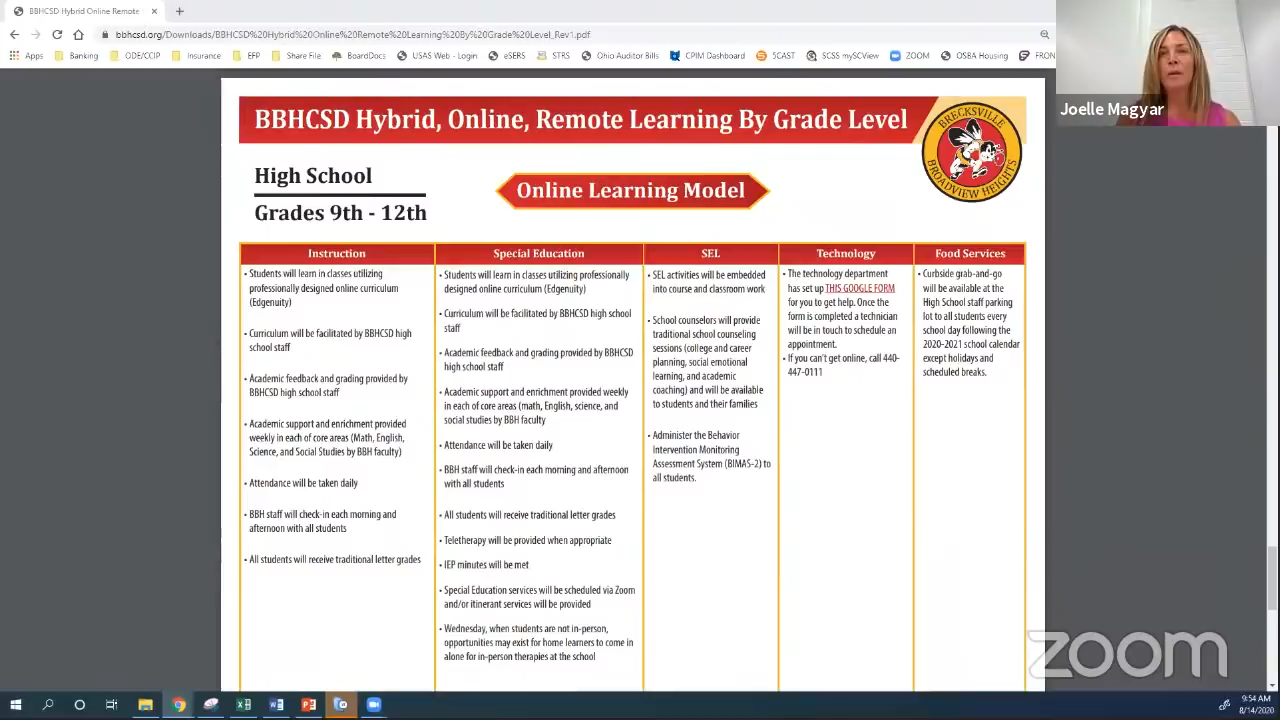 BBHCSD Hybrid Online Remote
bbhcsd.org/Downloads/BBHCSD%20Hybrid%20Online%20Remote%20Learning%20By%20Grade%20Level_Rev1.pdf
Apps Banking ODE/CCIP Insurance EFP Share File BoardDocs USAS Web - Login eSERS STRS Ohio Auditor Bills CPIM Dashboard 5CAST SCSS mySCView ZOOM OSBA Housing FRON
Joelle Magyar
BBHCSD Hybrid, Online, Remote Learning By Grade Level
BRECKSVILLE
BROADVIEW HEIGHTS
High School
Grades 9th - 12th
Online Learning Model
Instruction
• Students will learn in classes utilizing
professionally designed online curriculum
(Edgenuity)
• Curriculum will be facilitated by BBHCSD high
school staff
• Academic feedback and grading provided by
BBHCSD high school staff
• Academic support and enrichment provided
weekly in each of core areas (Math, English,
Science, and Social Studies by BBH faculty)
• Attendance will be taken daily
• BBH staff will check-in each morning and
afternoon with all students
• All students will receive traditional letter grades
Special Education
• Students will learn in classes utilizing professionally
designed online curriculum (Edgenuity)
• Curriculum will be facilitated by BBHCSD high school
staff
• Academic feedback and grading provided by BBHCSD
high school staff
• Academic support and enrichment provided weekly
in each of core areas (math, English, science, and
social studies by BBH faculty
• Attendance will be taken daily
• BBH staff will check-in each morning and afternoon
with all students
• All students will receive traditional letter grades
• Teletherapy will be provided when appropriate
• IEP minutes will be met
• Special Education services will be scheduled via Zoom
and/or itinerant services will be provided
• Wednesday, when students are not in-person,
opportunities may exist for home learners to come in
alone for in-person therapies at the school
SEL
• SEL activities will be embedded
into course and classroom work
• School counselors will provide
traditional school counseling
sessions (college and career
planning, social emotional
learning, and academic
coaching) and will be available
to students and their families
• Administer the Behavior
Intervention Monitoring
Assessment System (BIMAS-2) to
all students.
Technology
• The technology department
has set up THIS GOOGLE FORM
for you to get help. Once the
form is completed a technician
will be in touch to schedule an
appointment.
• If you can't get online, call 440-
447-0111
Food Services
• Curbside grab-and-go
will be available at the
High School staff parking
lot to all students every
school day following the
2020-2021 school calendar
except holidays and
scheduled breaks.
zoom
9:54 AM
8/14/2020